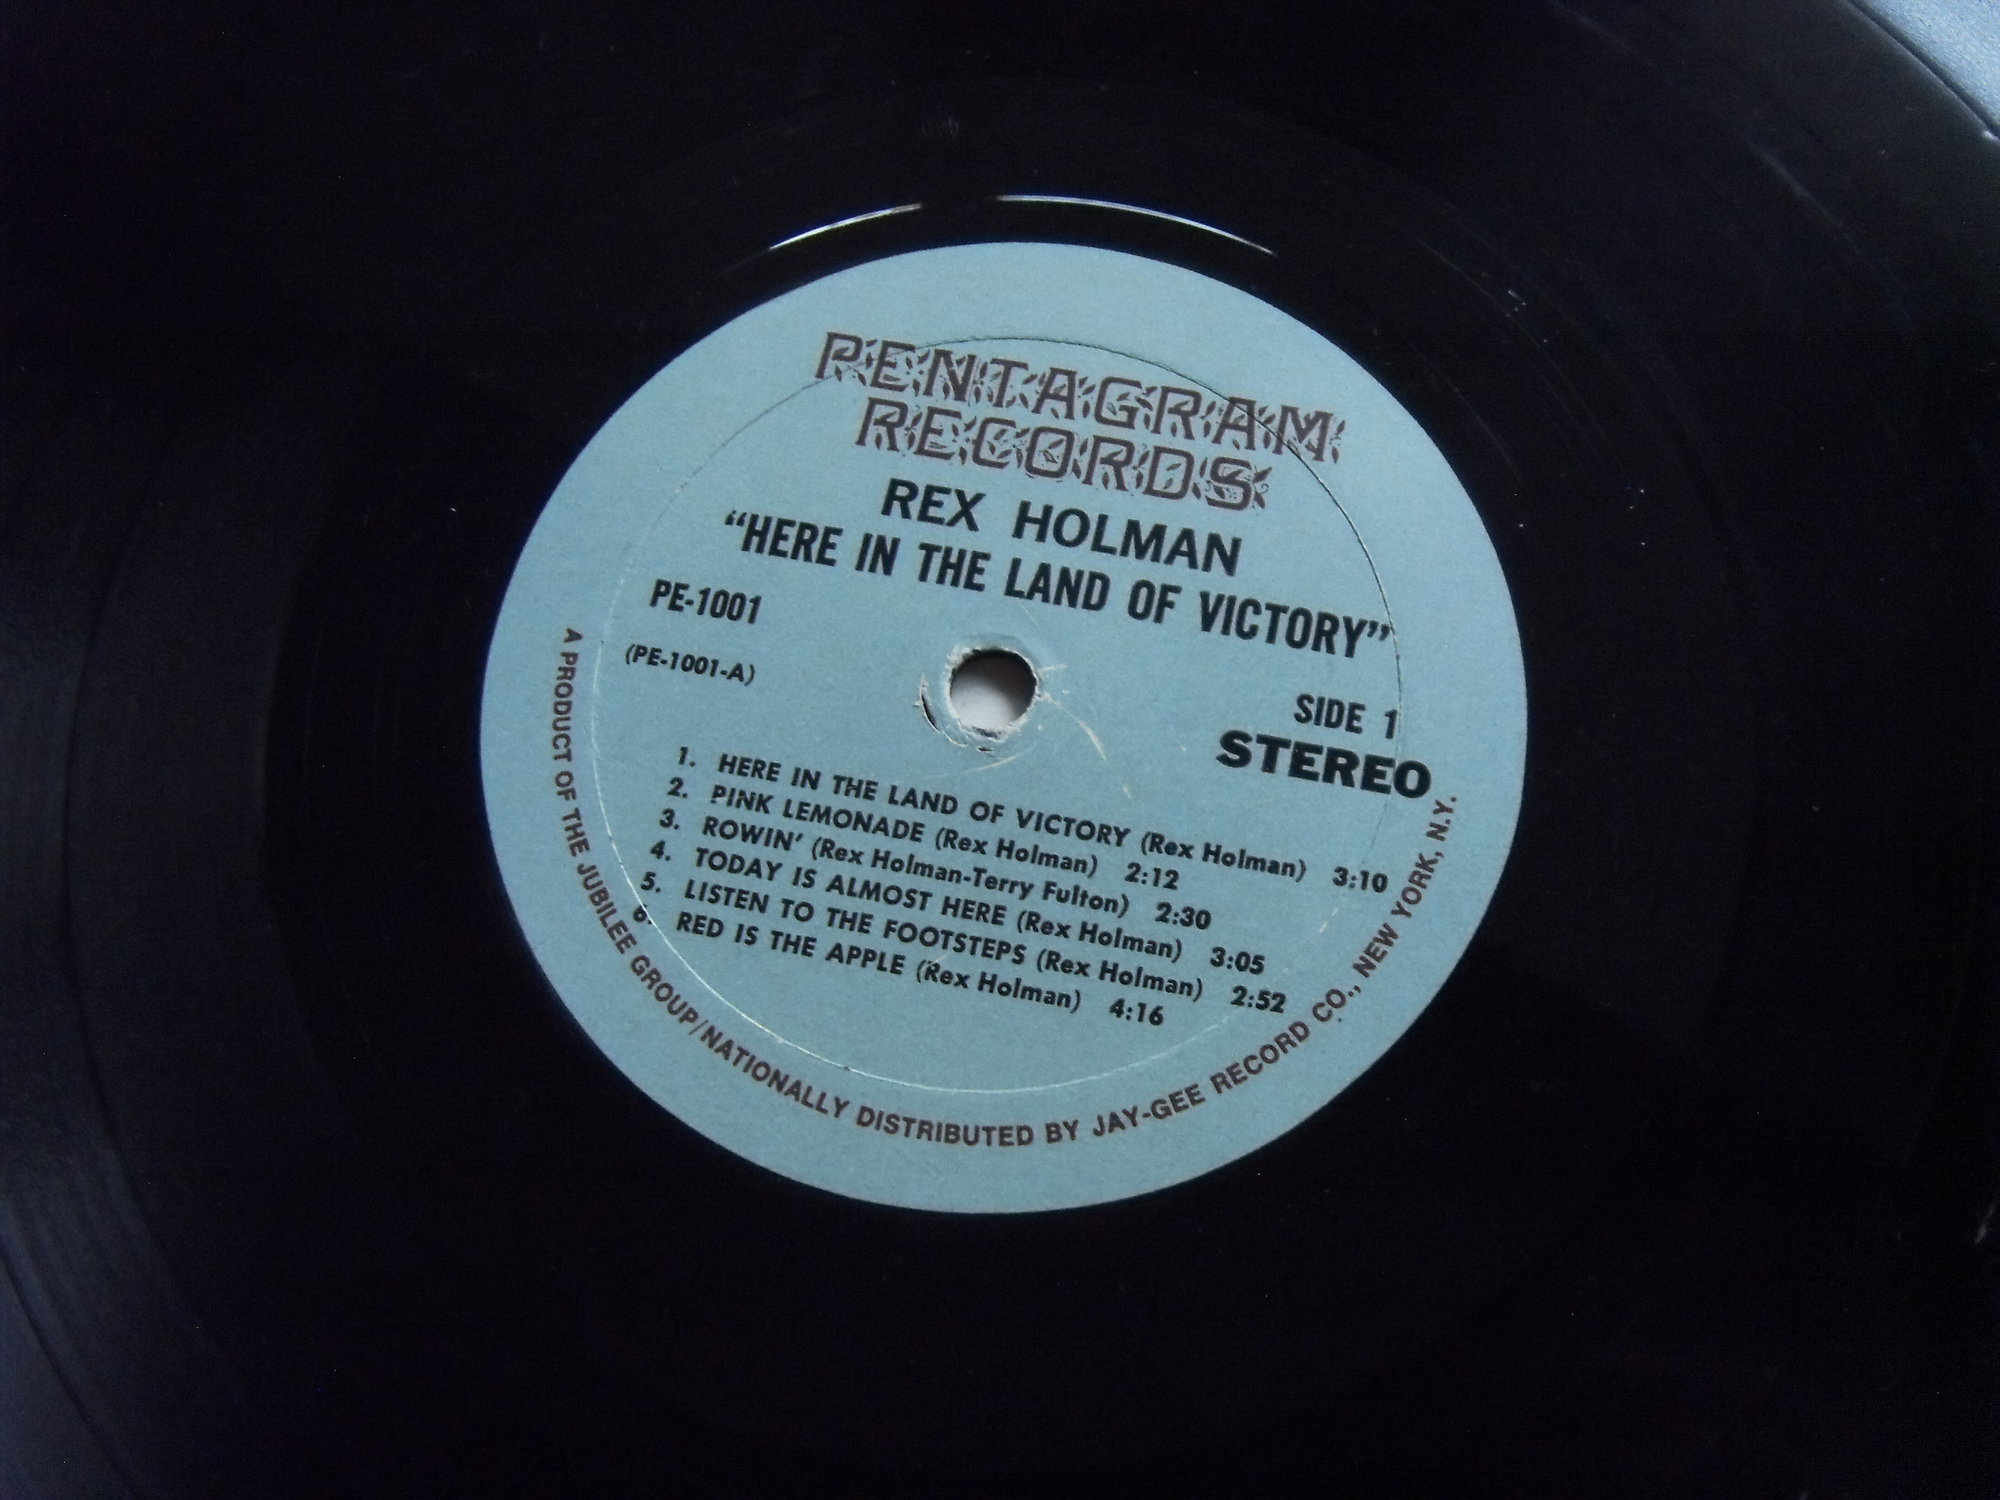 PENTAGRAM
RECORDS
REX HOLMAN
"HERE IN THE LAND OF VICTORY"
PE-1001
(PE-1001-A)
SIDE 1
STEREO
1. HERE IN THE LAND OF VICTORY (Rex Holman) 3:10
2. PINK LEMONADE (Rex Holman) 2:12
3. ROWIN' (Rex Holman-Terry Fulton) 2:30
4. TODAY IS ALMOST HERE (Rex Holman) 3:05
5. LISTEN TO THE FOOTSTEPS (Rex Holman) 2:52
6. RED IS THE APPLE (Rex Holman) 4:16
A PRODUCT OF THE JUBILEE GROUP/NATIONALLY DISTRIBUTED BY JAY-GEE RECORD CO., NEW YORK, N.Y.